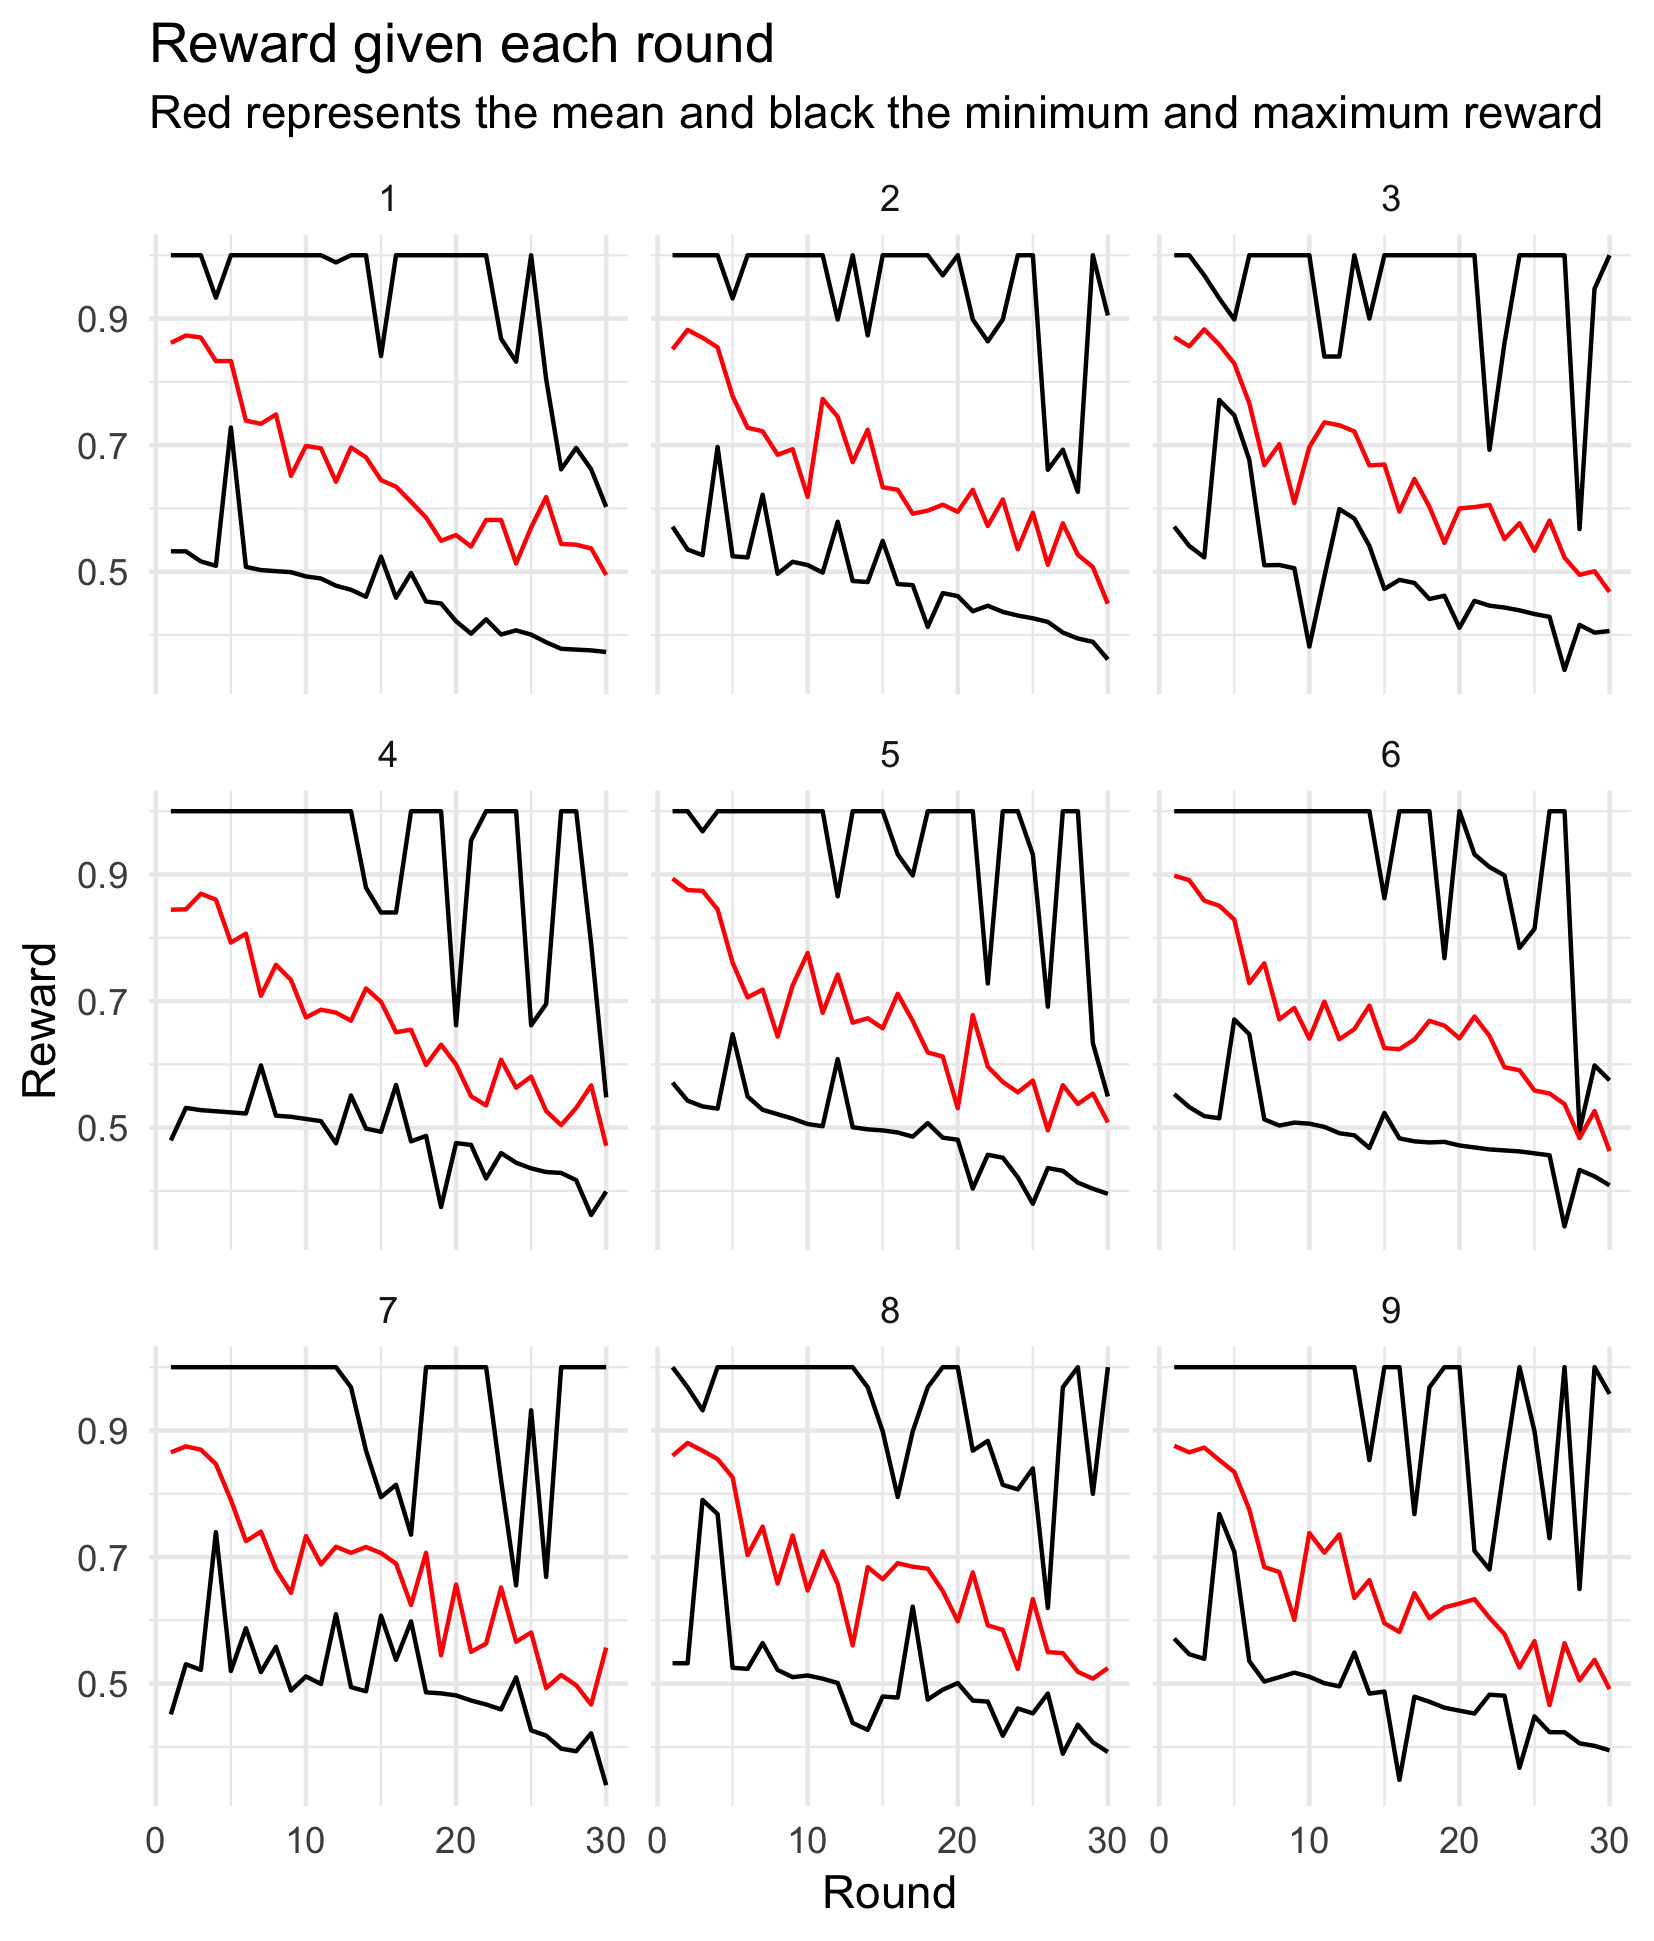 Reward given each round
Red represents the mean and black the minimum and maximum reward
1 2 3
0.9
0.7
0.5
4 5 6
0.9
0.7
0.5
Reward
7 8 9
0.9
0.7
0.5
0 10 20 30 0 10 20 30 0 10 20 30
Round